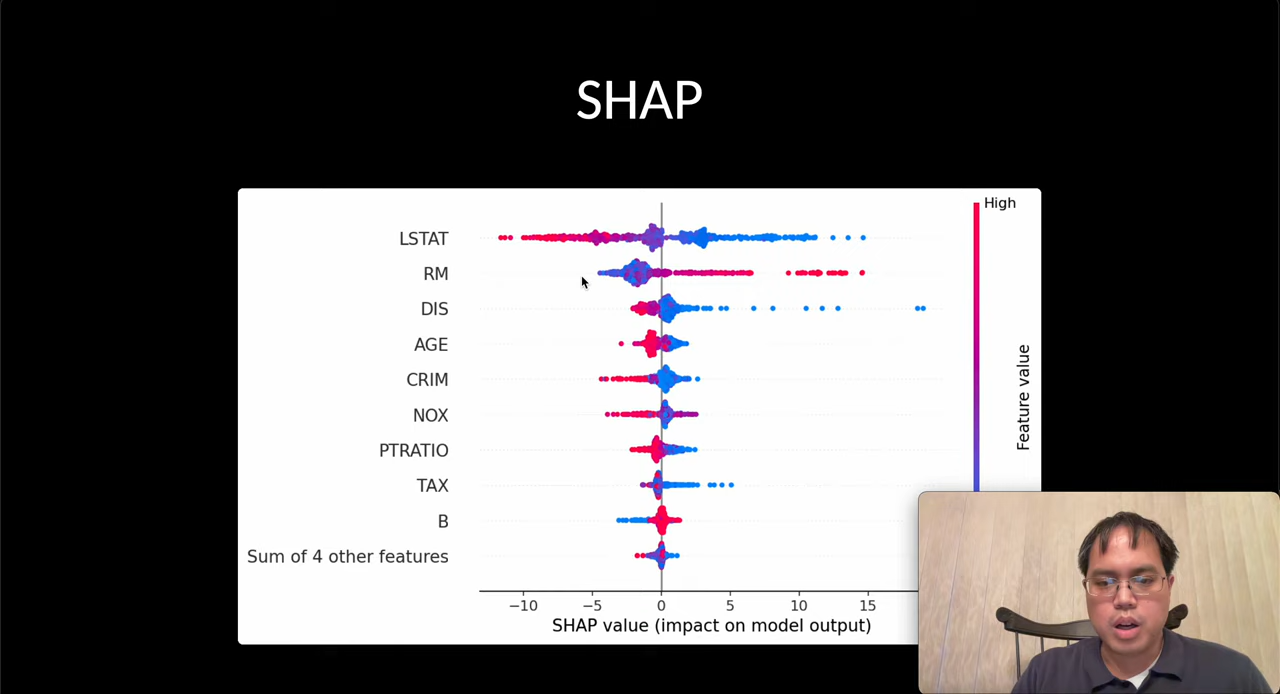 SHAP
High
LSTAT
RM
DIS
AGE
CRIM
NOX
PTRATIO
TAX
B
Sum of 4 other features
Feature value
−10 −5 0 5 10 15
SHAP value (impact on model output)